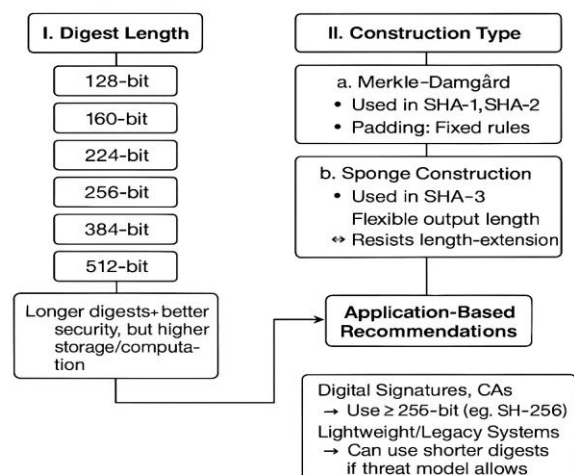 I. Digest Length
128-bit
160-bit
224-bit
256-bit
384-bit
512-bit
Longer digests+ better
security, but higher
storage/computa-
tion
II. Construction Type
a. Merkle–Damgård
• Used in SHA-1,SHA-2
• Padding: Fixed rules
b. Sponge Construction
• Used in SHA–3
Flexible output length
⇔ Resists length-extension
Application-Based
Recommendations
Digital Signatures, CAs
→ Use ≥ 256-bit (eg. SH-256)
Lightweight/Legacy Systems
→ Can use shorter digests
if threat model allows